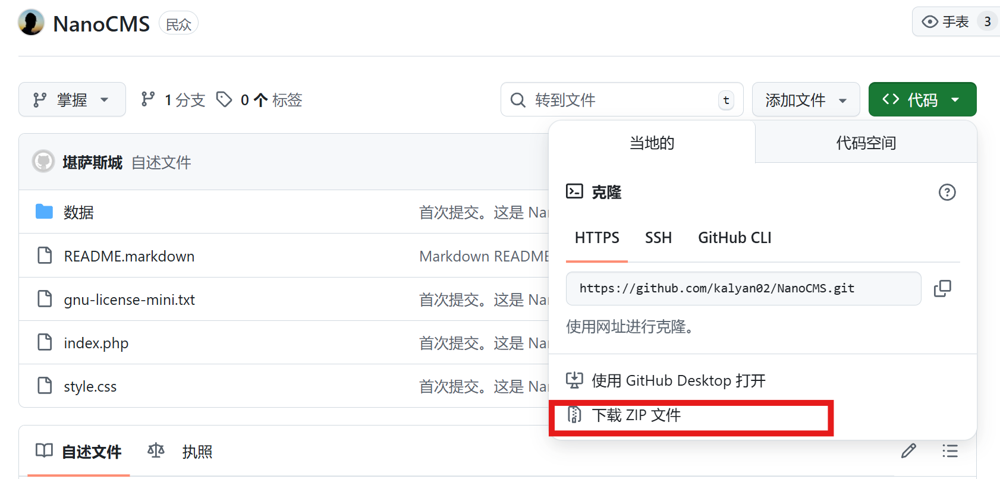 NanoCMS 民众
手表 3
掌握 1 分支 0 个 标签
转到文件 t 添加文件 代码
当地的 代码空间
堪萨斯城 自述文件
克隆
数据 首次提交。这是 Nan
HTTPS SSH GitHub CLI
README.markdown Markdown README
https://github.com/kalyan02/NanoCMS.git
gnu-license-mini.txt 首次提交。这是 Nan
使用网址进行克隆。
index.php 首次提交。这是 Nan
使用 GitHub Desktop 打开
style.css 首次提交。这是 Nan
下载 ZIP 文件
自述文件 执照